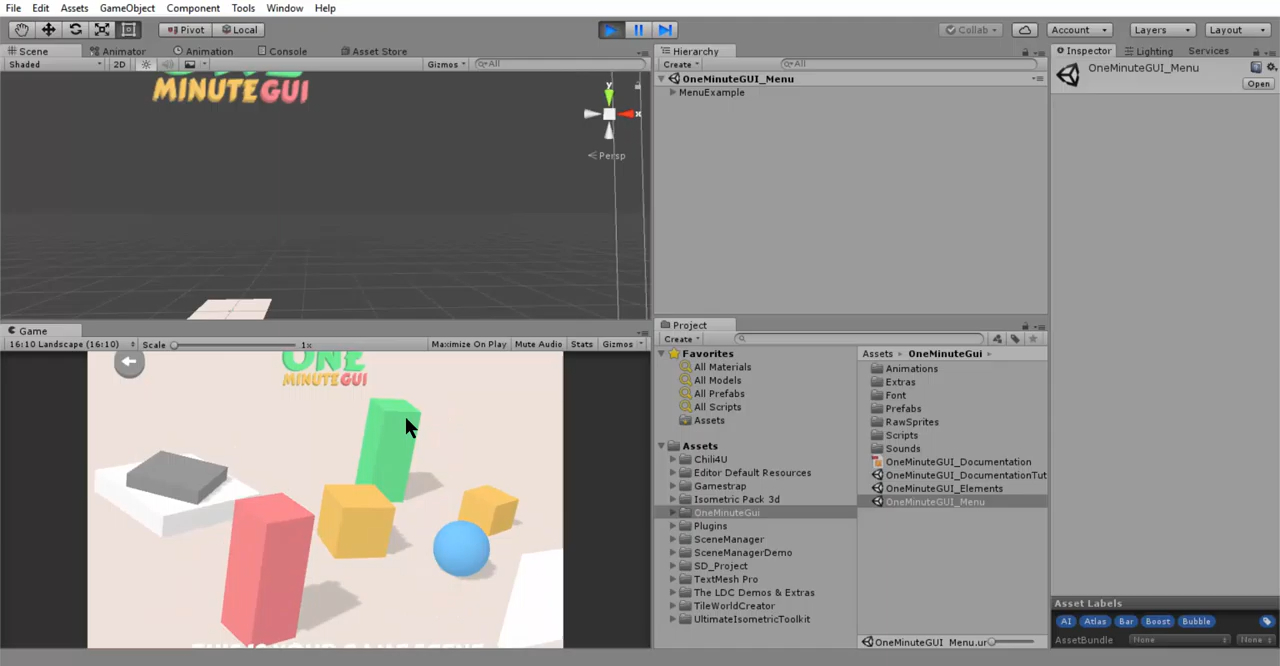 File Edit Assets GameObject Component Tools Window Help
Pivot Local Collab Account Layers Layout
Scene Animator Animation Console Asset Store
Shaded 2D Gizmos All
MINUTEGUI
y
x
Persp
Game
16:10 Landscape (16:10) Scale 1x Maximize On Play Mute Audio Stats Gizmos
ONE
MINUTEGUI
Hierarchy
Create All
OneMinuteGUI_Menu
MenuExample
Project
Create
Favorites
All Materials
All Models
All Prefabs
All Scripts
Assets
Assets
Chili4U
Editor Default Resources
Gamestrap
Isometric Pack 3d
OneMinuteGui
Plugins
SceneManager
SceneManagerDemo
SD_Project
TextMesh Pro
The LDC Demos & Extras
TileWorldCreator
UltimateIsometricToolkit
Assets OneMinuteGui
Animations
Extras
Font
Prefabs
RawSprites
Scripts
Sounds
OneMinuteGUI_Documentation
OneMinuteGUI_DocumentationTut
OneMinuteGUI_Elements
OneMinuteGUI_Menu
OneMinuteGUI_Menu.ur
Inspector Lighting Services
OneMinuteGUI_Menu
Open
Asset Labels
AI Atlas Bar Boost Bubble
AssetBundle None None